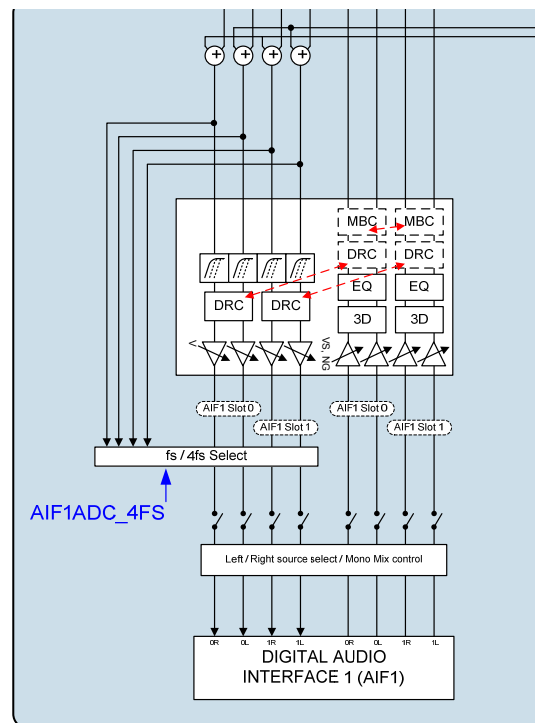 MBC MBC
DRC DRC
EQ EQ
DRC DRC
3D 3D
V
VS, NG
AIF1 Slot 0 AIF1 Slot 0
AIF1 Slot 1 AIF1 Slot 1
fs / 4fs Select
AIF1ADC_4FS
Left / Right source select / Mono Mix control
0R 0L 1R 1L 0R 0L 1R 1L
DIGITAL AUDIO
INTERFACE 1 (AIF1)